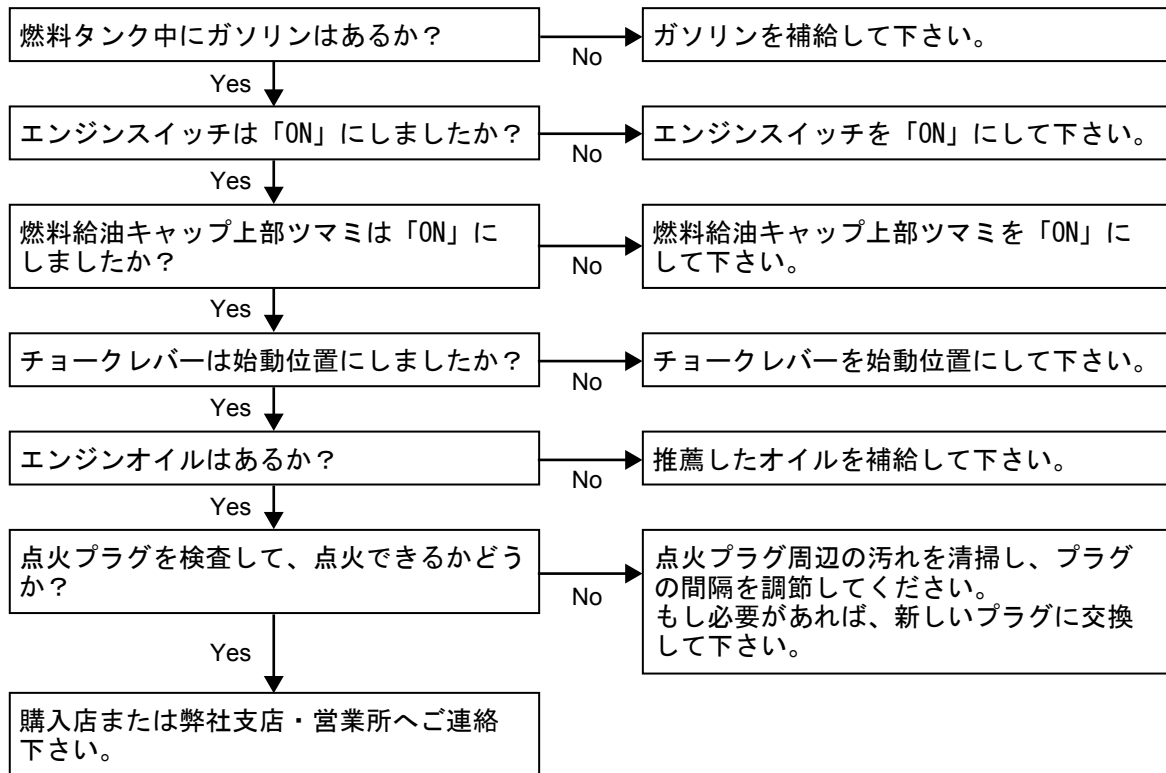 燃料タンク中にガソリンはあるか？
No
ガソリンを補給して下さい。
Yes
エンジンスイッチは「ON」にしましたか？
No
エンジンスイッチを「ON」にして下さい。
Yes
燃料給油キャップ上部ツマミは「ON」に
しましたか？
No
燃料給油キャップ上部ツマミを「ON」に
して下さい。
Yes
チョークレバーは始動位置にしましたか？
No
チョークレバーを始動位置にして下さい。
Yes
エンジンオイルはあるか？
No
推薦したオイルを補給して下さい。
Yes
点火プラグを検査して、点火できるかどう
か？
No
点火プラグ周辺の汚れを清掃し、プラグ
の間隔を調節してください。
もし必要があれば、新しいプラグに交換
して下さい。
Yes
購入店または弊社支店・営業所へご連絡
下さい。